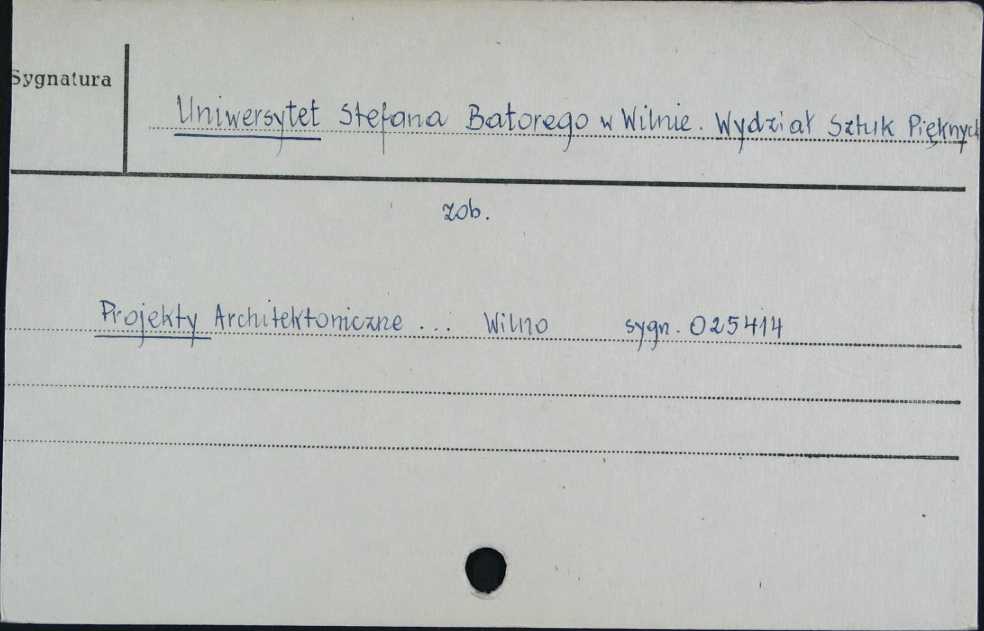 Sygnatura
Uniwersytet Stefana Batorego w Wilnie. Wydział Sztuk Pięknych
zob.
Projekty Architektoniczne ... Wilno sygn. 025414